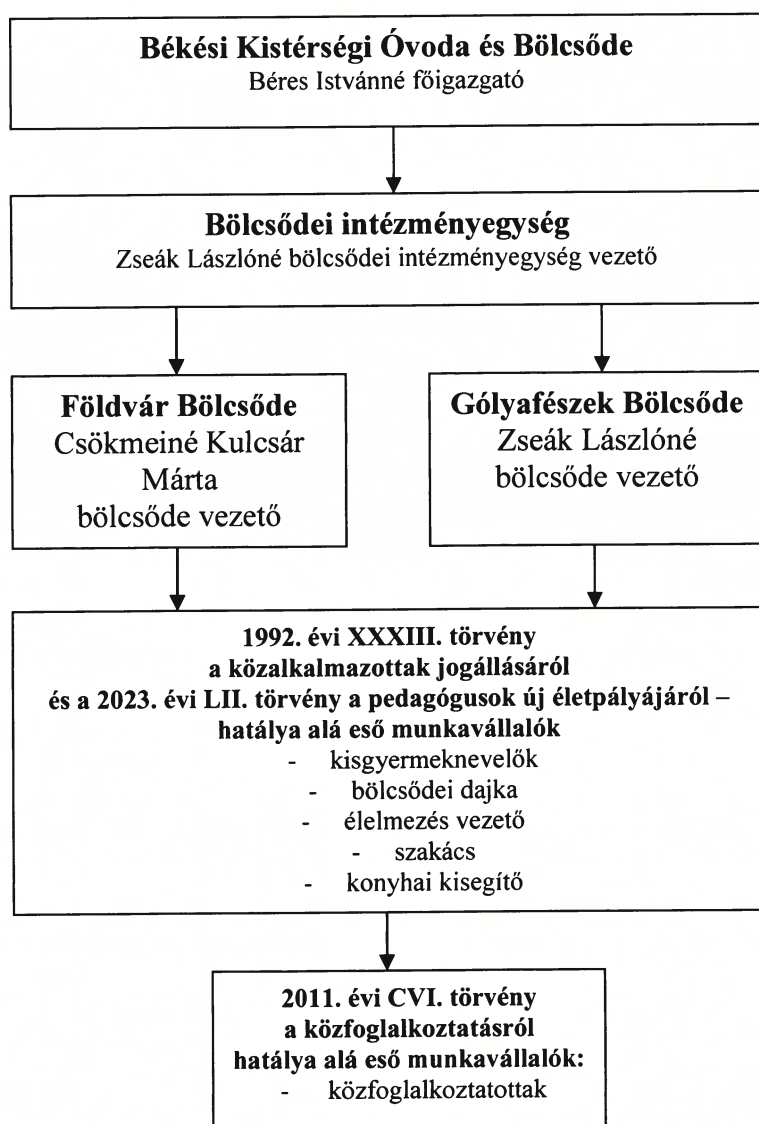 Békési Kistérségi Óvoda és Bölcsőde
Béres Istvánné főigazgató
Bölcsődei intézményegység
Zseák Lászlóné bölcsődei intézményegység vezető
Földvár Bölcsőde
Csökmeiné Kulcsár
Márta
bölcsőde vezető
Gólyafészek Bölcsőde
Zseák Lászlóné
bölcsőde vezető
1992. évi XXXIII. törvény
a közalkalmazottak jogállásáról
és a 2023. évi LII. törvény a pedagógusok új életpályájáról –
hatálya alá eső munkavállalók
- kisgyermeknevelők
- bölcsődei dajka
- élelmezés vezető
- szakács
- konyhai kisegítő
2011. évi CVI. törvény
a közfoglalkoztatásról
hatálya alá eső munkavállalók:
- közfoglalkoztatottak